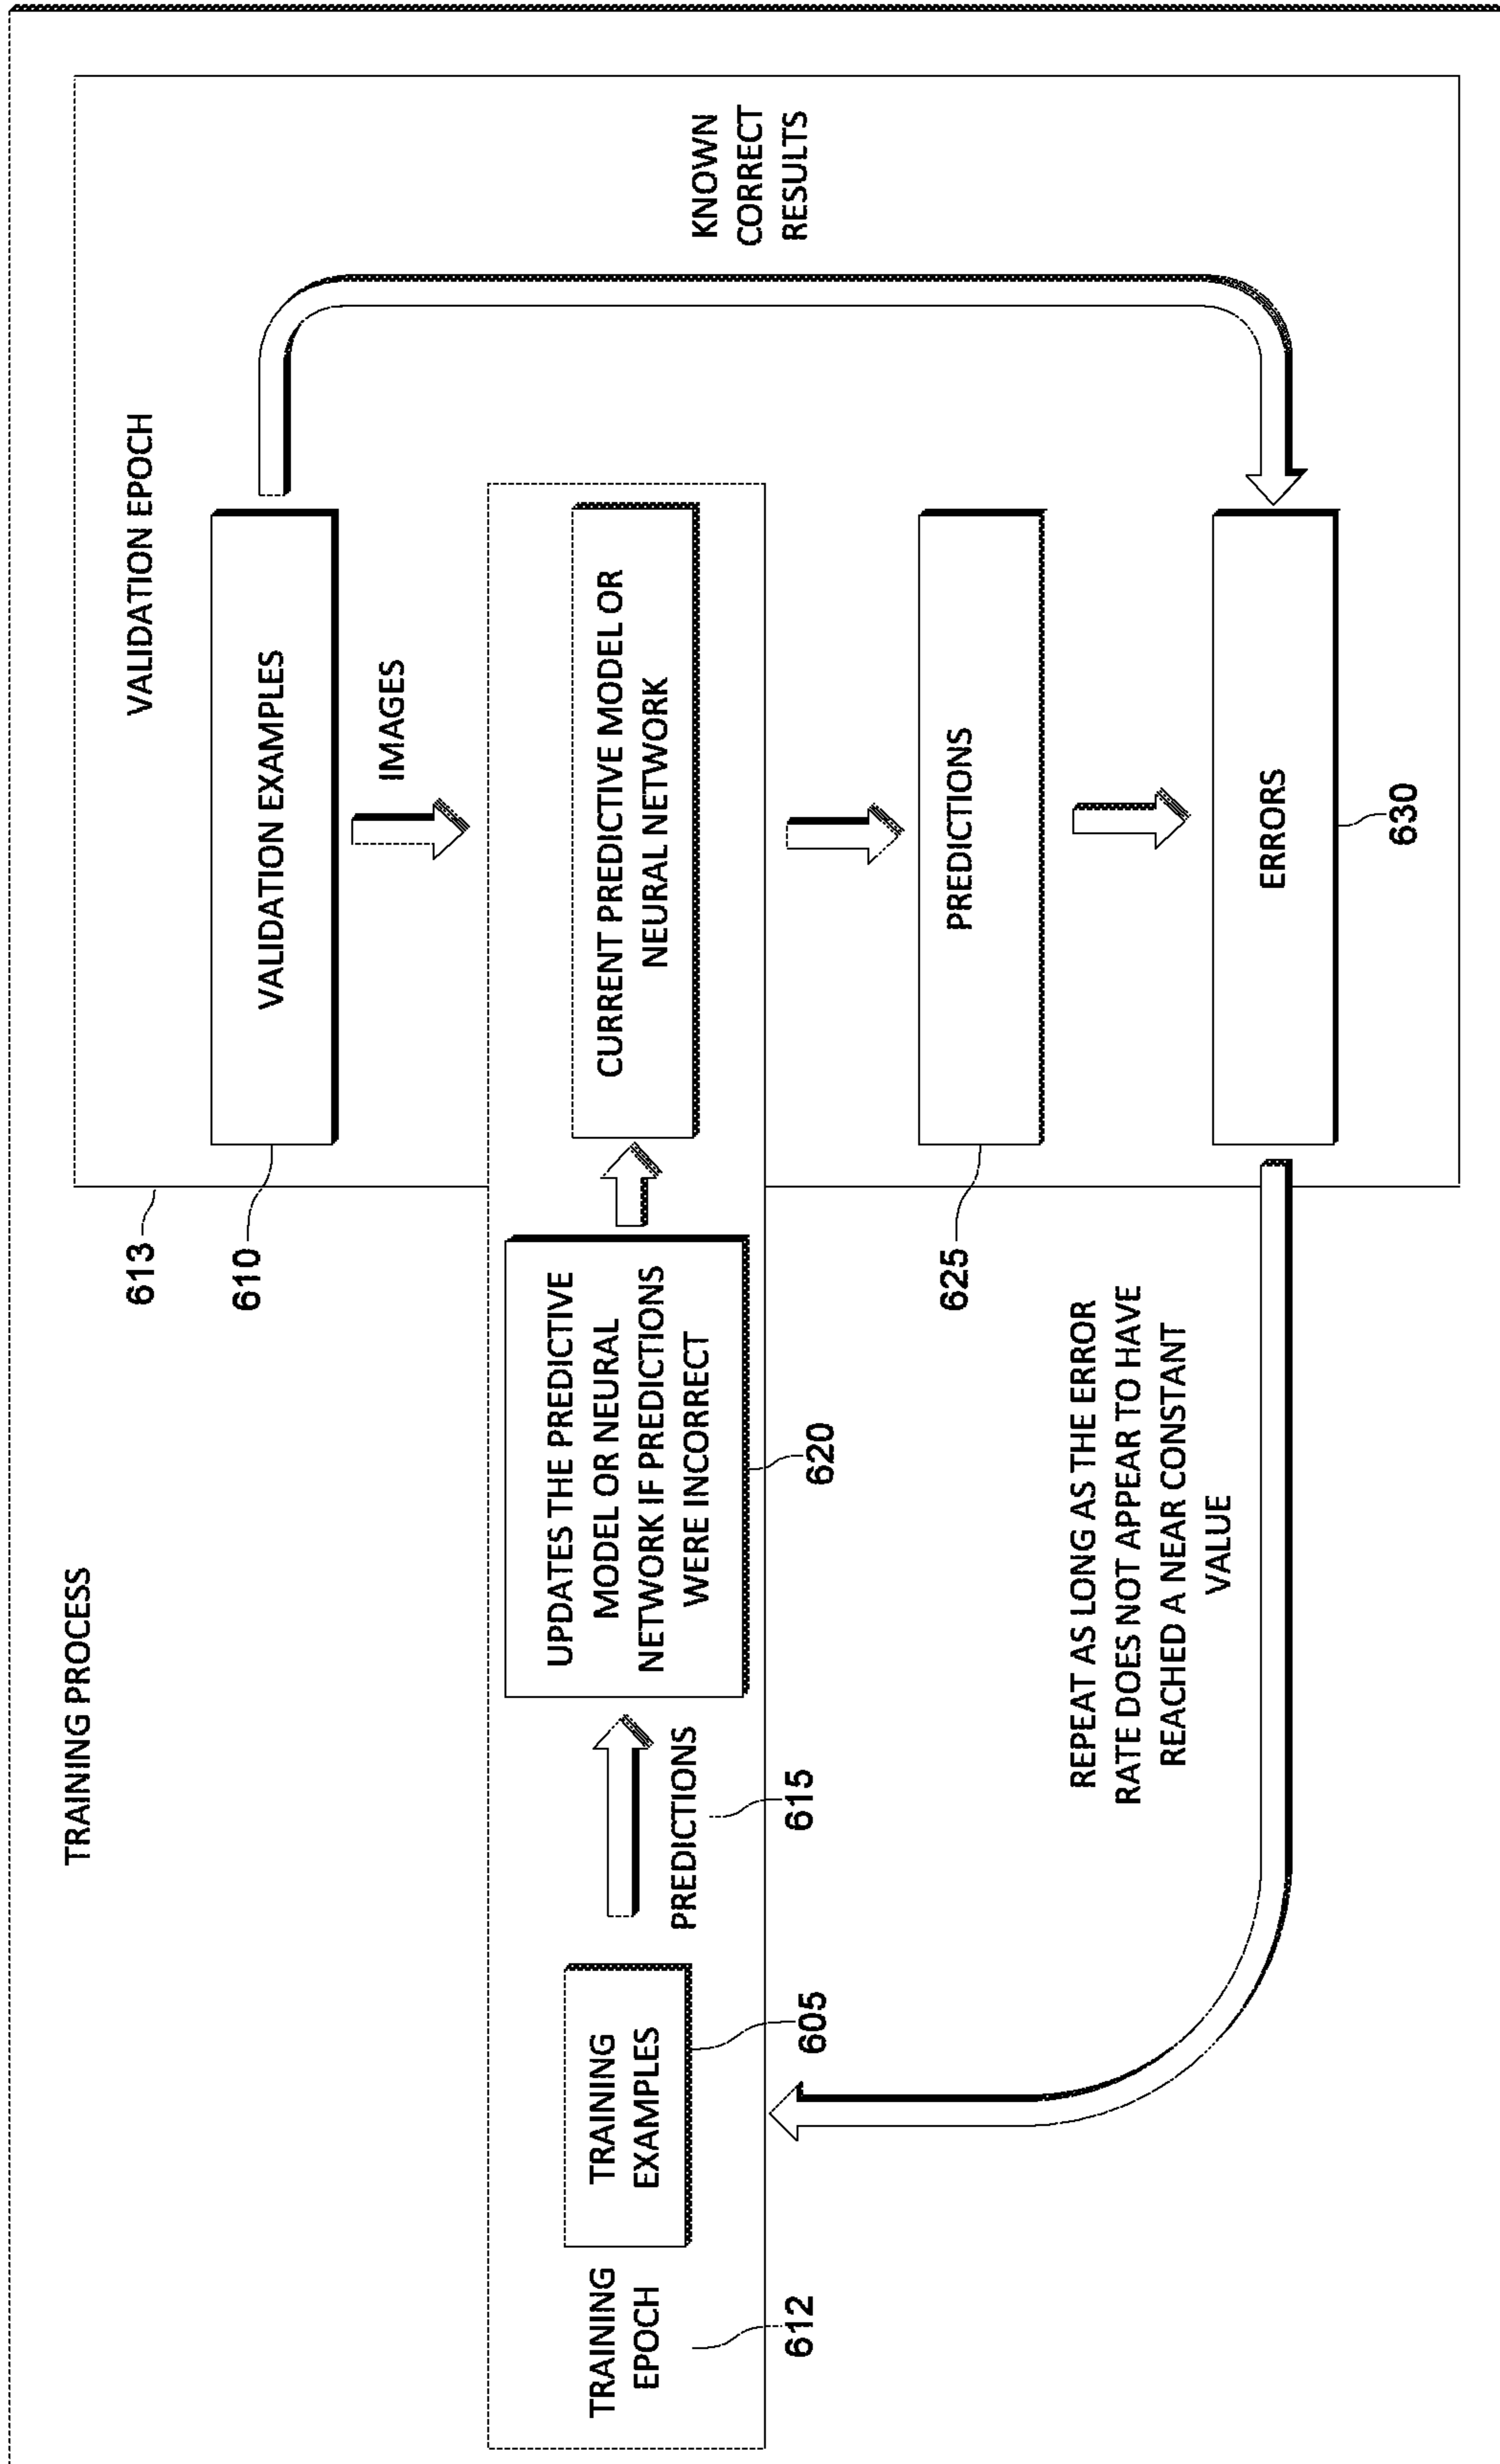 TRAINING PROCESS
VALIDATION EPOCH
613
VALIDATION EXAMPLES
610
IMAGES
KNOWN
CORRECT
RESULTS
TRAINING
EPOCH
612
TRAINING
EXAMPLES
605
PREDICTIONS
615
UPDATES THE PREDICTIVE
MODEL OR NEURAL
NETWORK IF PREDICTIONS
WERE INCORRECT
620
CURRENT PREDICTIVE MODEL OR
NEURAL NETWORK
PREDICTIONS
625
ERRORS
630
REPEAT AS LONG AS THE ERROR
RATE DOES NOT APPEAR TO HAVE
REACHED A NEAR CONSTANT
VALUE